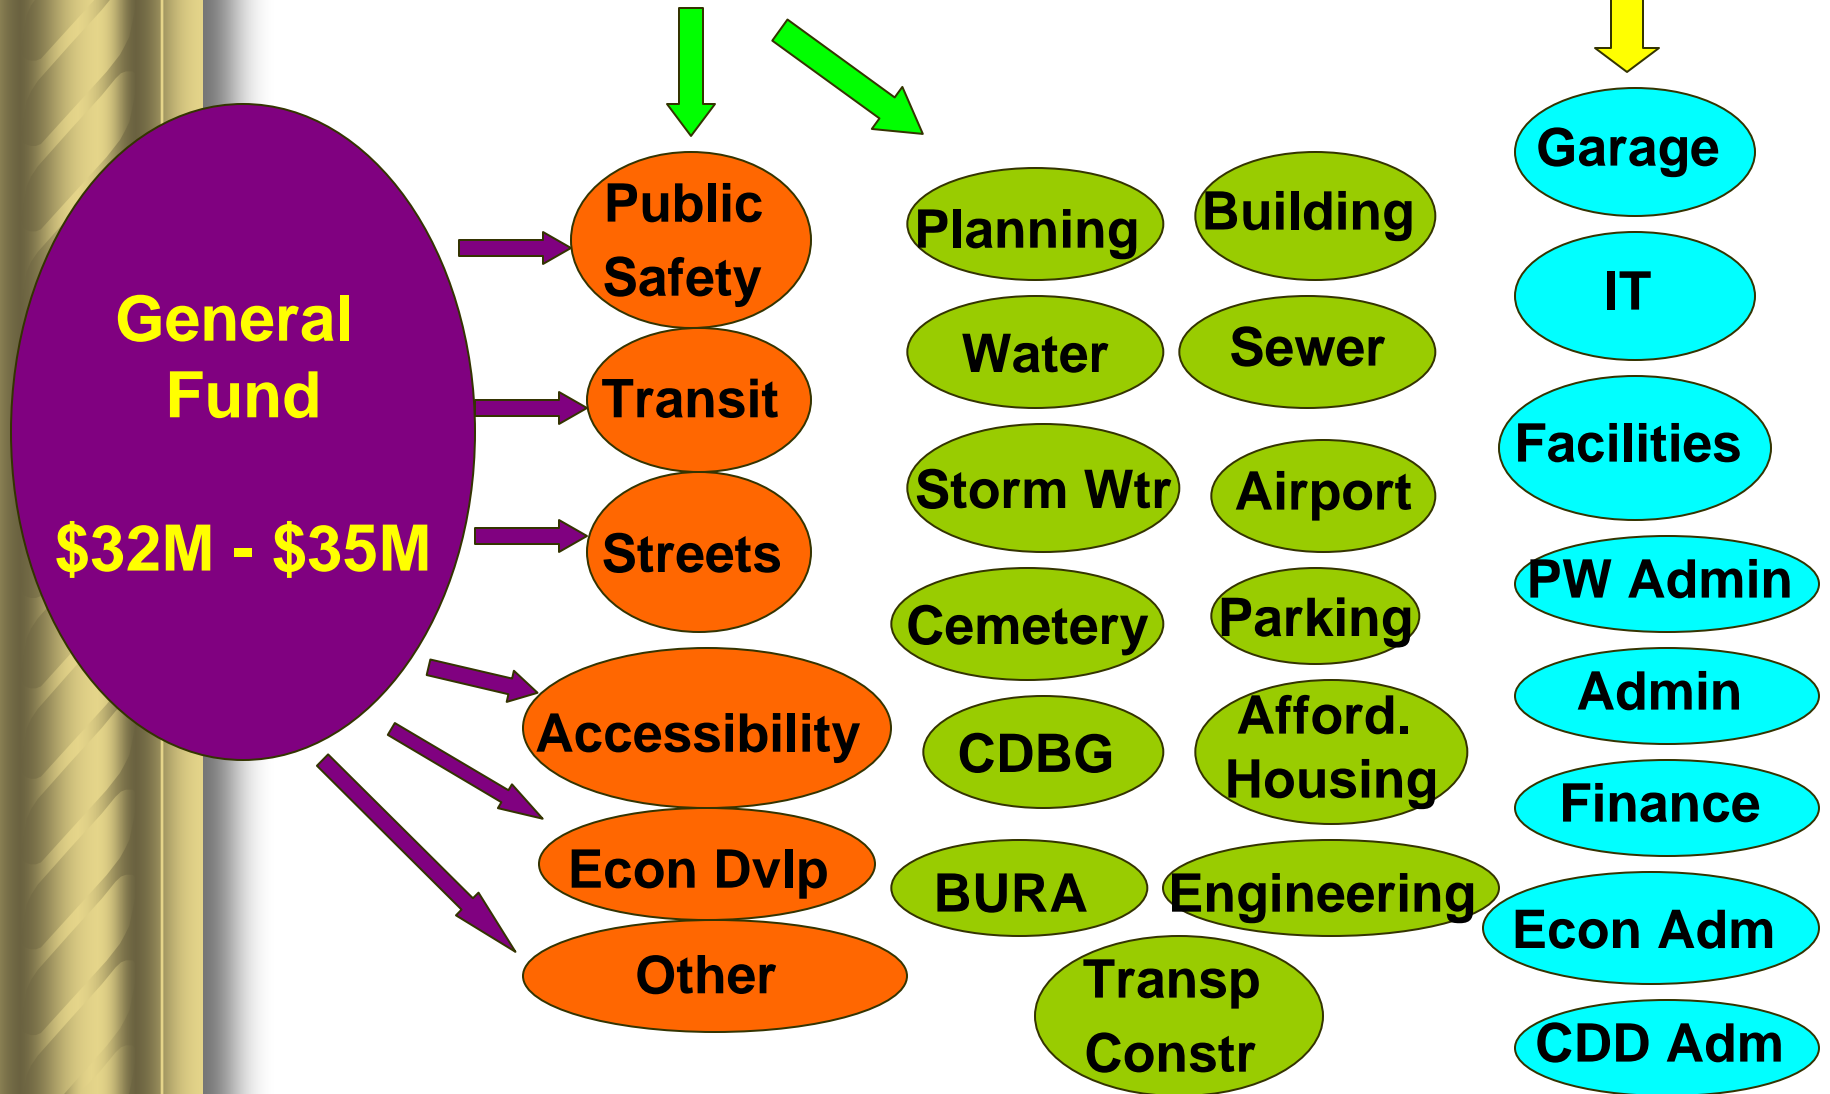 General
Fund
$32M - $35M
Public
Safety
Transit
Streets
Accessibility
Econ Dvlp
Other
Planning
Building
Water
Sewer
Storm Wtr
Airport
Cemetery
Parking
CDBG
Afford.
Housing
BURA
Engineering
Transp
Constr
Garage
IT
Facilities
PW Admin
Admin
Finance
Econ Adm
CDD Adm